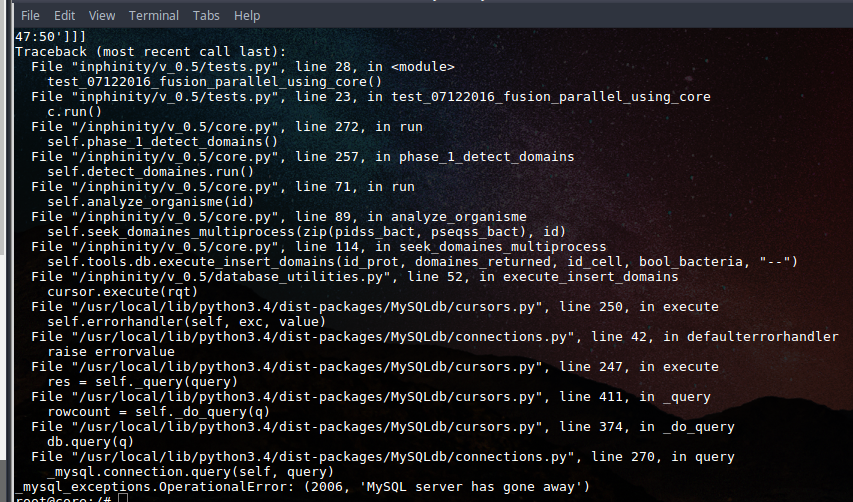 File Edit View Terminal Tabs Help
47:50']]]
Traceback (most recent call last):
File "inphinity/v_0.5/tests.py", line 28, in <module>
test_07122016_fusion_parallel_using_core()
File "inphinity/v_0.5/tests.py", line 23, in test_07122016_fusion_parallel_using_core
c.run()
File "/inphinity/v_0.5/core.py", line 272, in run
self.phase_1_detect_domains()
File "/inphinity/v_0.5/core.py", line 257, in phase_1_detect_domains
self.detect_domaines.run()
File "/inphinity/v_0.5/core.py", line 71, in run
self.analyze_organisme(id)
File "/inphinity/v_0.5/core.py", line 89, in analyze_organisme
self.seek_domaines_multiprocess(zip(pidss_bact, pseqss_bact), id)
File "/inphinity/v_0.5/core.py", line 114, in seek_domaines_multiprocess
self.tools.db.execute_insert_domains(id_prot, domaines_returned, id_cell, bool_bacteria, "--")
File "/inphinity/v_0.5/database_utilities.py", line 52, in execute_insert_domains
cursor.execute(rqt)
File "/usr/local/lib/python3.4/dist-packages/MySQLdb/cursors.py", line 250, in execute
self.errorhandler(self, exc, value)
File "/usr/local/lib/python3.4/dist-packages/MySQLdb/connections.py", line 42, in defaulterrorhandler
raise errorvalue
File "/usr/local/lib/python3.4/dist-packages/MySQLdb/cursors.py", line 247, in execute
res = self._query(query)
File "/usr/local/lib/python3.4/dist-packages/MySQLdb/cursors.py", line 411, in _query
rowcount = self._do_query(q)
File "/usr/local/lib/python3.4/dist-packages/MySQLdb/cursors.py", line 374, in _do_query
db.query(q)
File "/usr/local/lib/python3.4/dist-packages/MySQLdb/connections.py", line 270, in query
_mysql.connection.query(self, query)
_mysql_exceptions.OperationalError: (2006, 'MySQL server has gone away')
root@core:/#